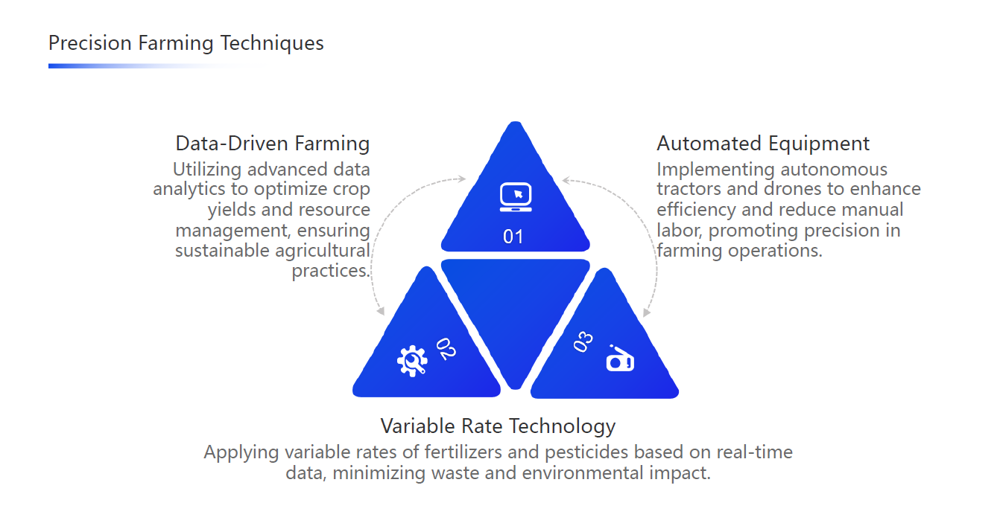 Precision Farming Techniques
Data-Driven Farming
Utilizing advanced data
analytics to optimize crop
yields and resource
management, ensuring
sustainable agricultural
practices.
Automated Equipment
Implementing autonomous
tractors and drones to enhance
efficiency and reduce manual
labor, promoting precision in
farming operations.
01
02
03
Variable Rate Technology
Applying variable rates of fertilizers and pesticides based on real-time
data, minimizing waste and environmental impact.